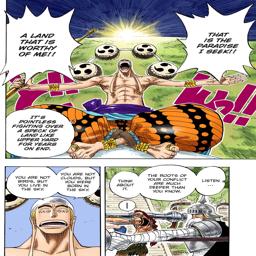 THAT IS
THE PARADISE
I SEEK!!
A LAND
THAT IS
WORTHY
OF ME!!
IT'S
POINTLESS
FIGHTING OVER
A SPECK OF
LAND LIKE
UPPER YARD
FOR YEARS
ON END.
LISTEN...
THE ROOTS OF
YOUR CONFLICT
ARE MUCH
DEEPER THAN
YOU KNOW.
THINK
ABOUT
IT.
YOU ARE NOT
CLOUDS, BUT
YOU WERE
BORN IN
THE SKY.
YOU ARE
NOT BIRDS,
BUT YOU
LIVE IN
THE SKY.